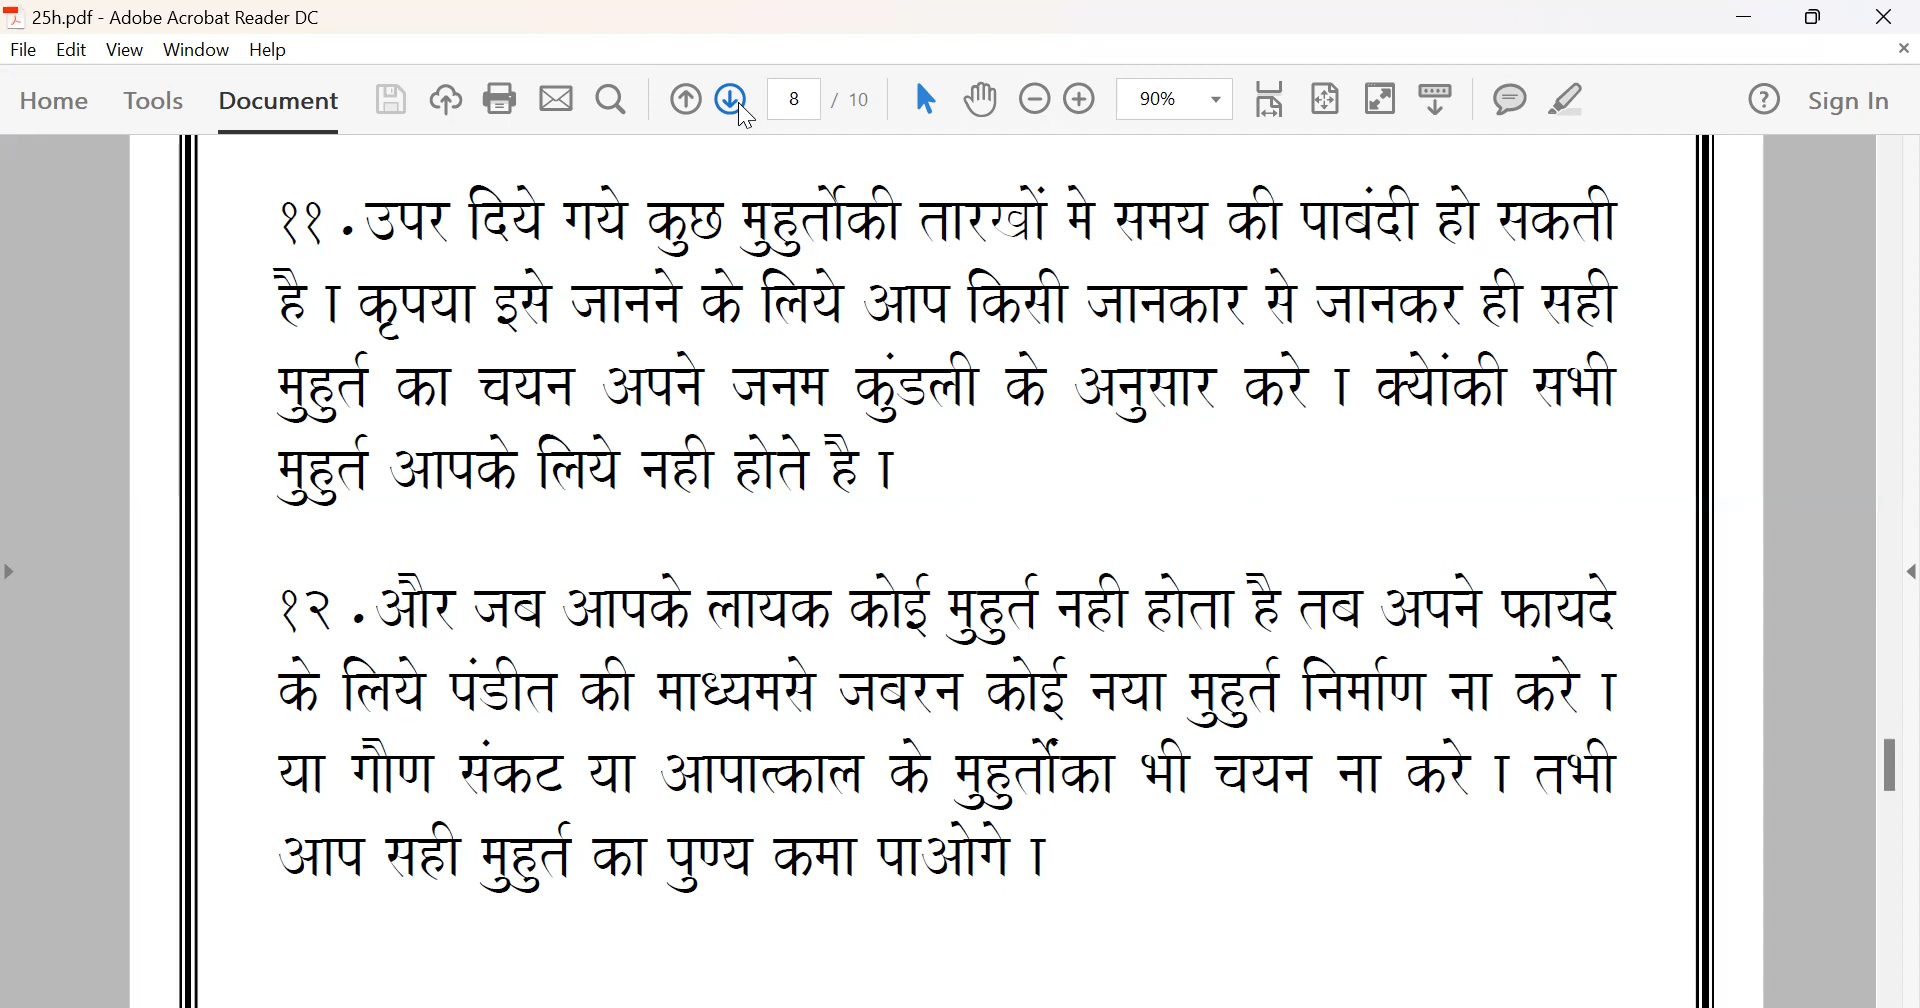 25h.pdf - Adobe Acrobat Reader DC
File Edit View Window Help
Home Tools Document 8 / 10 90% Sign In
११.उपर दिये गये कुछ मुहुर्तोकी तारखों मे समय की पाबंदी हो सकती
है । कृपया इसे जानने के लिये आप किसी जानकार से जानकर ही सही
मुहुर्त का चयन अपने जनम कुंडली के अनुसार करे । क्योंकी सभी
मुहुर्त आपके लिये नही होते है ।
१२.और जब आपके लायक कोई मुहुर्त नही होता है तब अपने फायदे
के लिये पंडीत की माध्यमसे जबरन कोई नया मुहुर्त निर्माण ना करे ।
या गौण संकट या आपात्काल के मुहुर्तोंका भी चयन ना करे । तभी
आप सही मुहुर्त का पुण्य कमा पाओगे ।